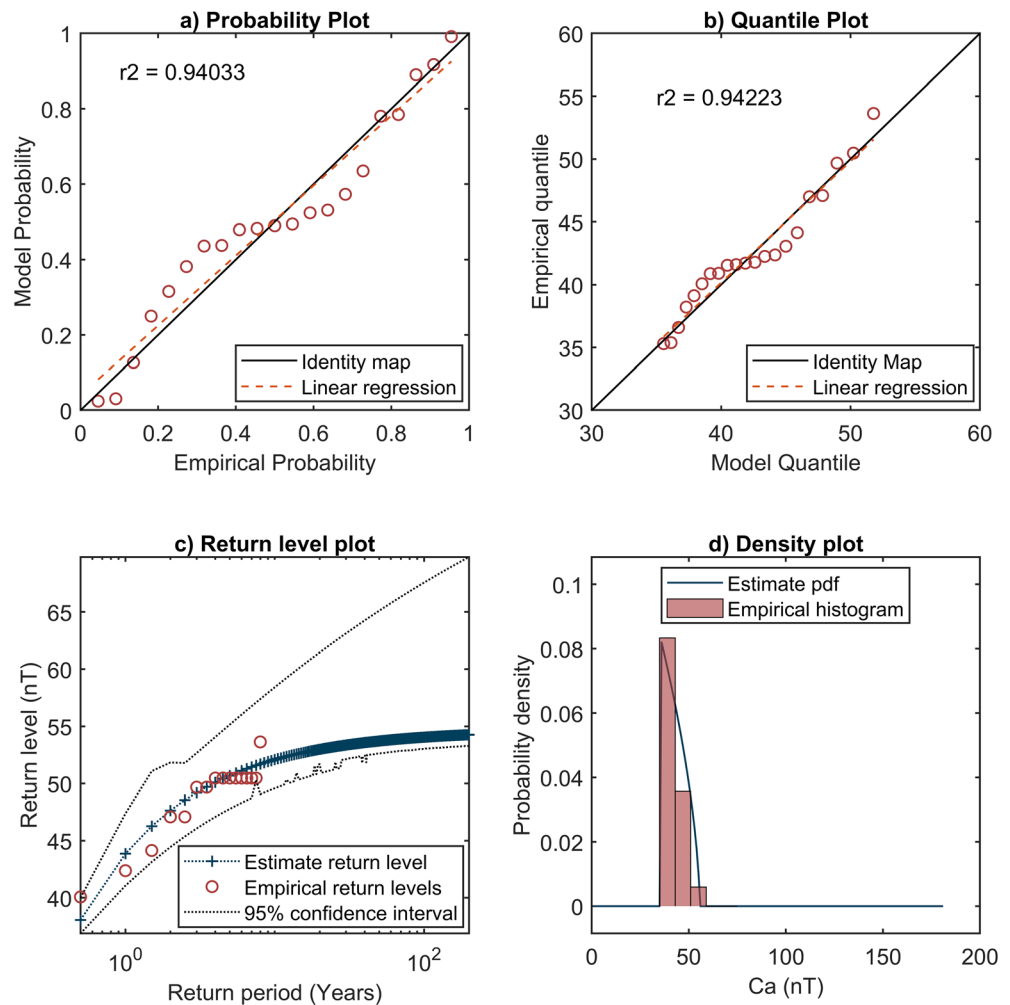 a) Probability Plot
1
0.8
0.6
0.4
0.2
0
0 0.2 0.4 0.6 0.8 1
Model Probability
Empirical Probability
r2 = 0.94033
Identity map
Linear regression
b) Quantile Plot
60
55
50
45
40
35
30
30 40 50 60
Empirical quantile
Model Quantile
r2 = 0.94223
Identity Map
Linear regression
c) Return level plot
65
60
55
50
45
40
10^0 10^2
Return level (nT)
Return period (Years)
Estimate return level
Empirical return levels
95% confidence interval
d) Density plot
0.1
0.08
0.06
0.04
0.02
0
0 50 100 150 200
Probability density
Ca (nT)
Estimate pdf
Empirical histogram